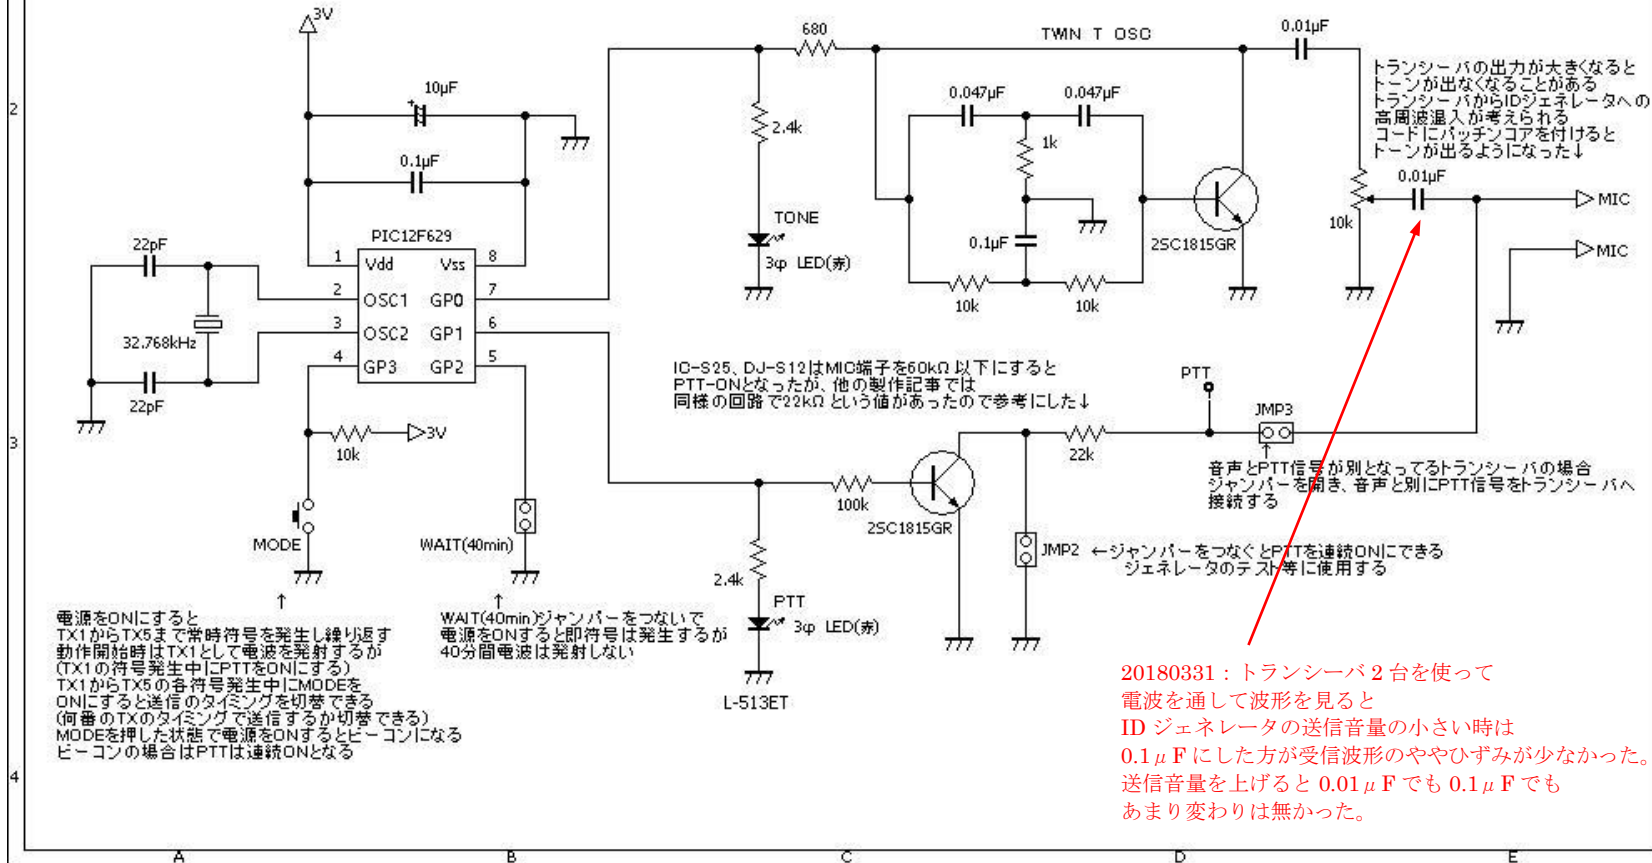 3V
680
TWIN T OSC
0.01μF
トランシーバの出力が大きくなると
トーンが出なくなることがある
トランシーバからIDジェネレータへの
高周波混入が考えられる
コードにパッチンコアを付けると
トーンが出るようになった↓
2
10μF
+
2.4k
0.047μF
0.047μF
1k
0.1μF
0.01μF
MIC
TONE
3φ LED(赤)
10k
PIC12F629
2SC1815GR
0.1μF
MIC
22pF
1
Vdd
Vss
8
2
OSC1
GP0
7
10k
10k
3
OSC2
GP1
6
32.768kHz
4
GP3
GP2
5
22pF
IC-S25、DJ-S12はMIC端子を60kΩ以下にすると
PTT-ONとなったが、他の製作記事では
同様の回路で22kΩという値があったので参考にした↓
PTT
JMP3
3
3V
10k
22k
↑
音声とPTT信号が別となってるトランシーバの場合
ジャンパーを開き、音声と別にPTT信号をトランシーバへ
接続する
100k
2SC1815GR
MODE
WAIT(40min)
JMP2 ←ジャンパーをつなぐとPTTを連続ONにできる
ジェネレータのテスト等に使用する
2.4k
PTT
3φ LED(赤)
L-513ET
↑
電源をONにすると
TX1からTX5まで常時符号を発生し繰り返す
動作開始時はTX1として電波を発射するが
(TX1の符号発生中にPTTをONにする)
TX1からTX5の各符号発生中にMODEを
ONにすると送信のタイミングを切替できる
(何番のTXのタイミングで送信するか切替できる)
MODEを押した状態で電源をONするとビーコンになる
ビーコンの場合はPTTは連続ONとなる
↑
WAIT(40min)ジャンパーをつないで
電源をONすると即符号は発生するが
40分間電波は発射しない
20180331：トランシーバ2台を使って
電波を通して波形を見ると
IDジェネレータの送信音量の小さい時は
0.1μFにした方が受信波形のややひずみが少なかった。
送信音量を上げると0.01μFでも0.1μFでも
あまり変わりは無かった。
4
A
B
C
D
E